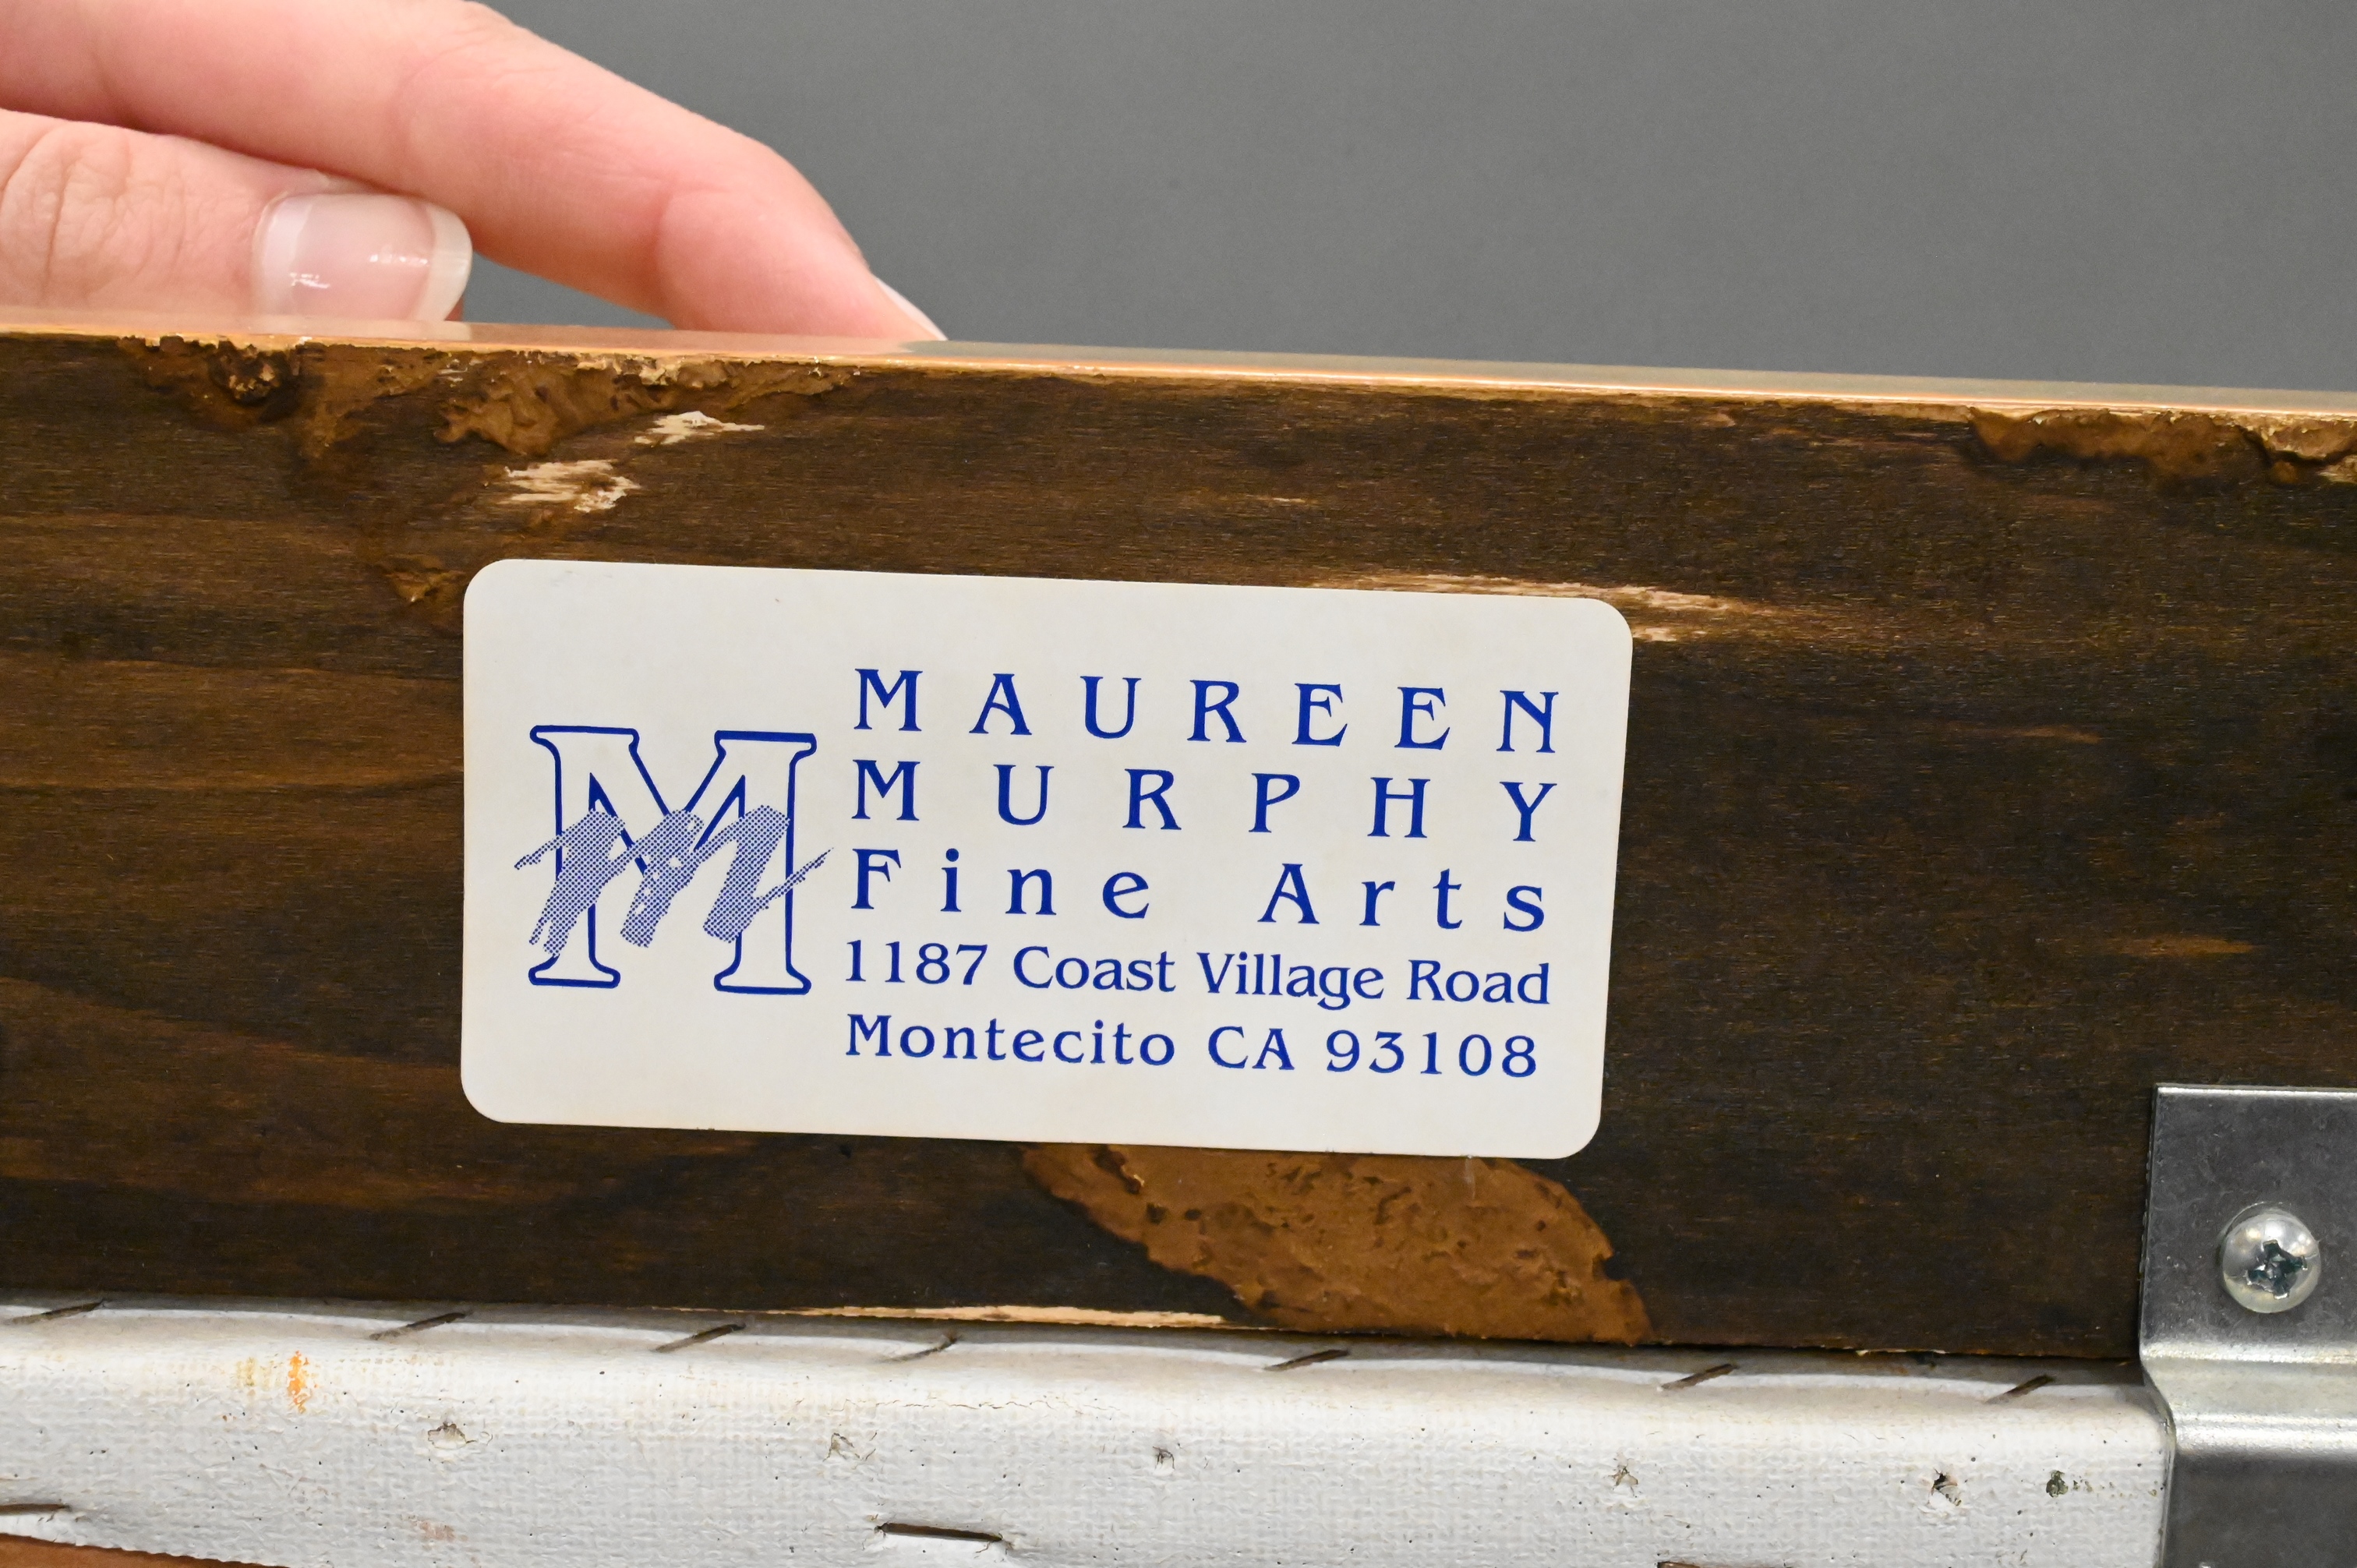 M
MAUREEN
MURPHY
Fine Arts
1187 Coast Village Road
Montecito CA 93108